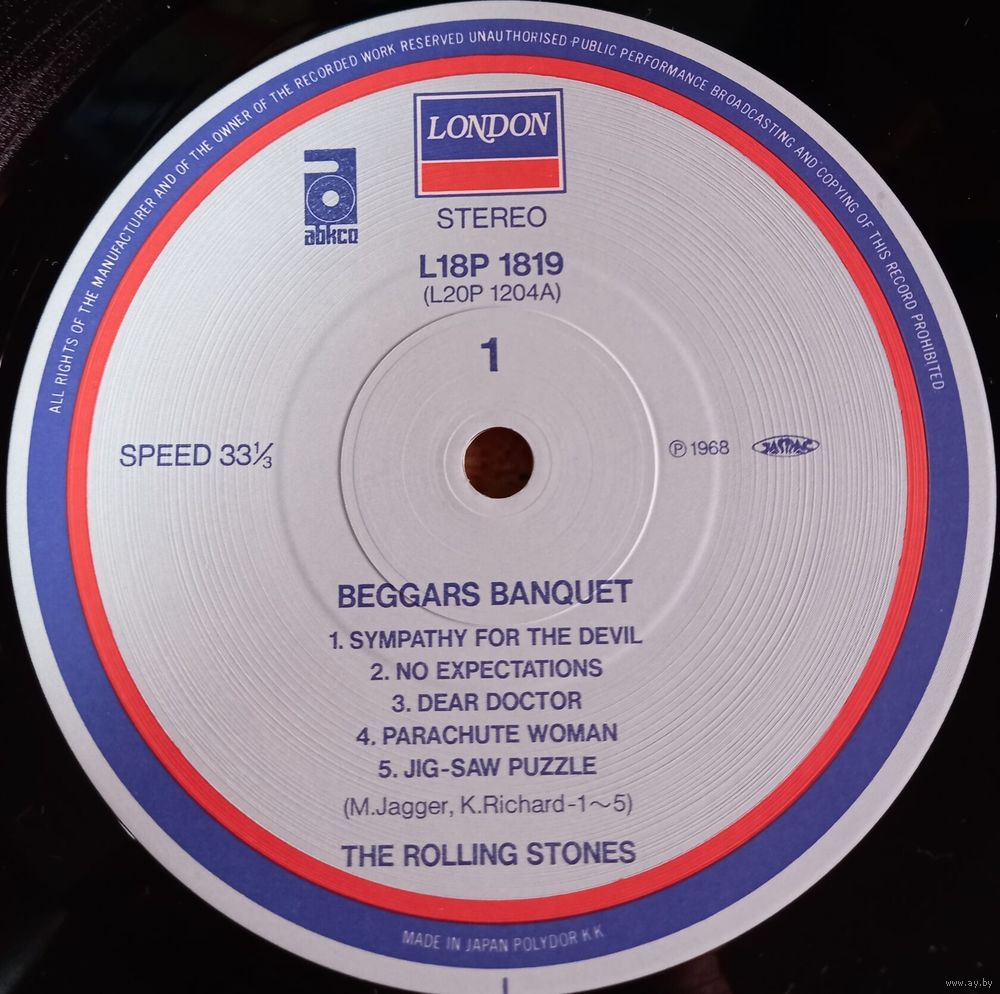 ALL RIGHTS OF THE MANUFACTURER AND OF THE OWNER OF THE RECORDED WORK RESERVED UNAUTHORISED PUBLIC PERFORMANCE BROADCASTING AND COPYING OF THIS RECORD PROHIBITED
LONDON
abkco
STEREO
L18P 1819
(L20P 1204A)
1
SPEED 33⅓
Ⓟ1968
JASRAC
BEGGARS BANQUET
1. SYMPATHY FOR THE DEVIL
2. NO EXPECTATIONS
3. DEAR DOCTOR
4. PARACHUTE WOMAN
5. JIG-SAW PUZZLE
(M.Jagger, K.Richard-1~5)
THE ROLLING STONES
MADE IN JAPAN POLYDOR K.K
www.ay.by